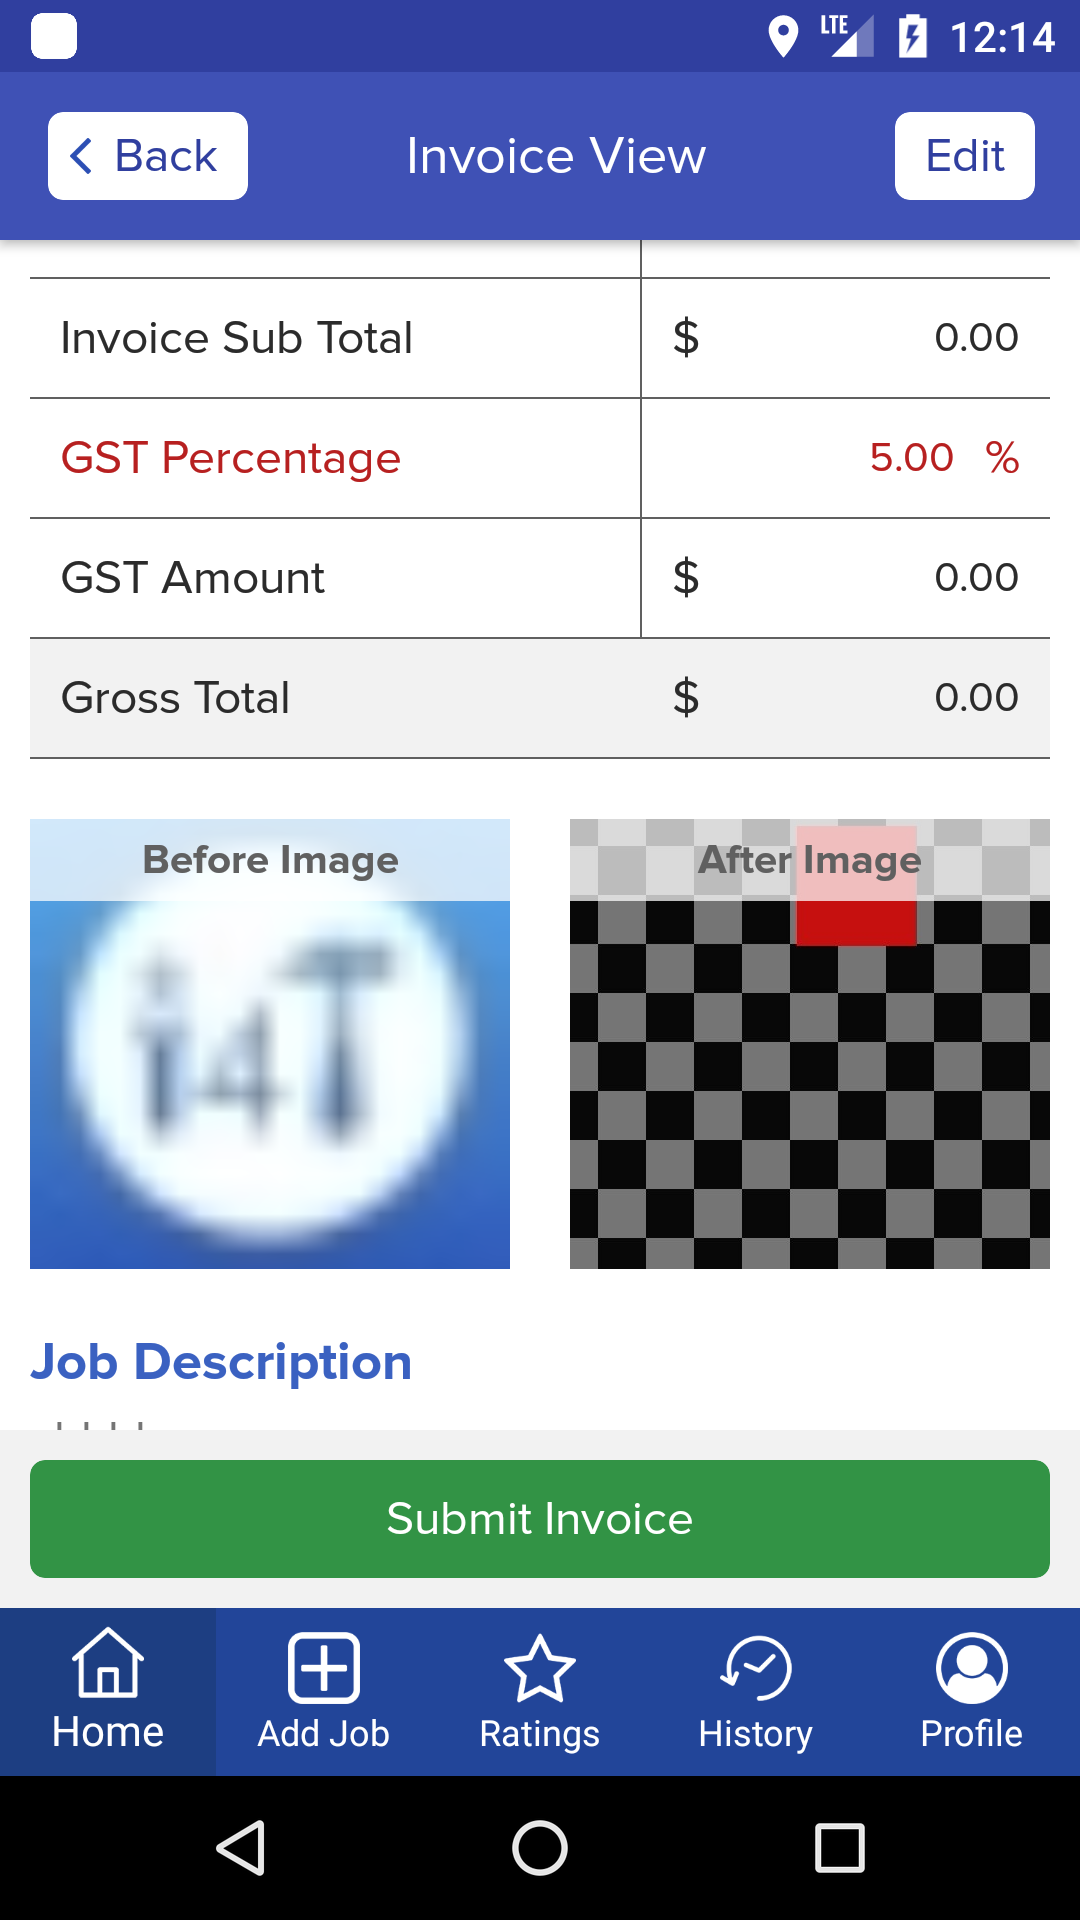 LTE 12:14
Back Invoice View Edit
Invoice Sub Total $ 0.00
GST Percentage 5.00 %
GST Amount $ 0.00
Gross Total $ 0.00
Before Image After Image
i4T
Job Description
Submit Invoice
Home Add Job Ratings History Profile